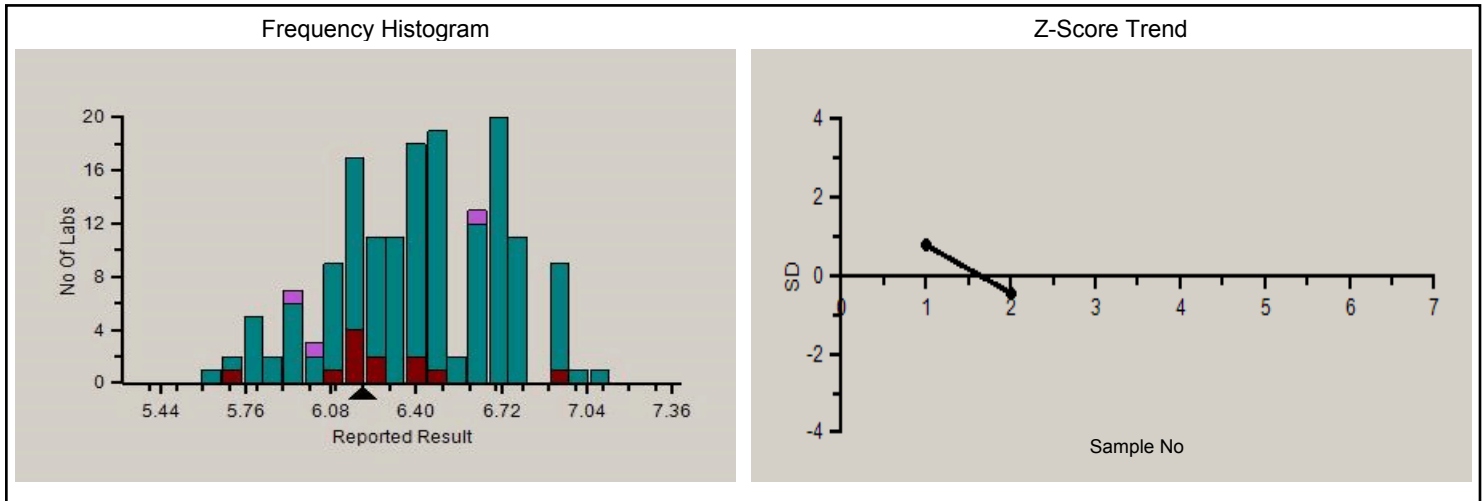 Frequency Histogram
20
16
12
8
4
0
No Of Labs
5.44 5.76 6.08 6.40 6.72 7.04 7.36
Reported Result
Z-Score Trend
4
2
0
-2
-4
SD
0 1 2 3 4 5 6 7
Sample No